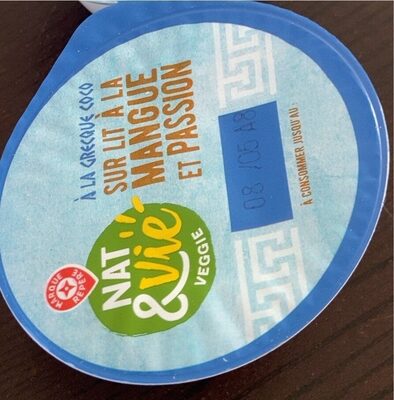 MARQUE
REPÈRE
NAT
&vie
VEGGIE
À LA GRECQUE COCO
SUR LIT À LA
MANGUE
ET PASSION
08/05 A8
À CONSOMMER JUSQU'AU :